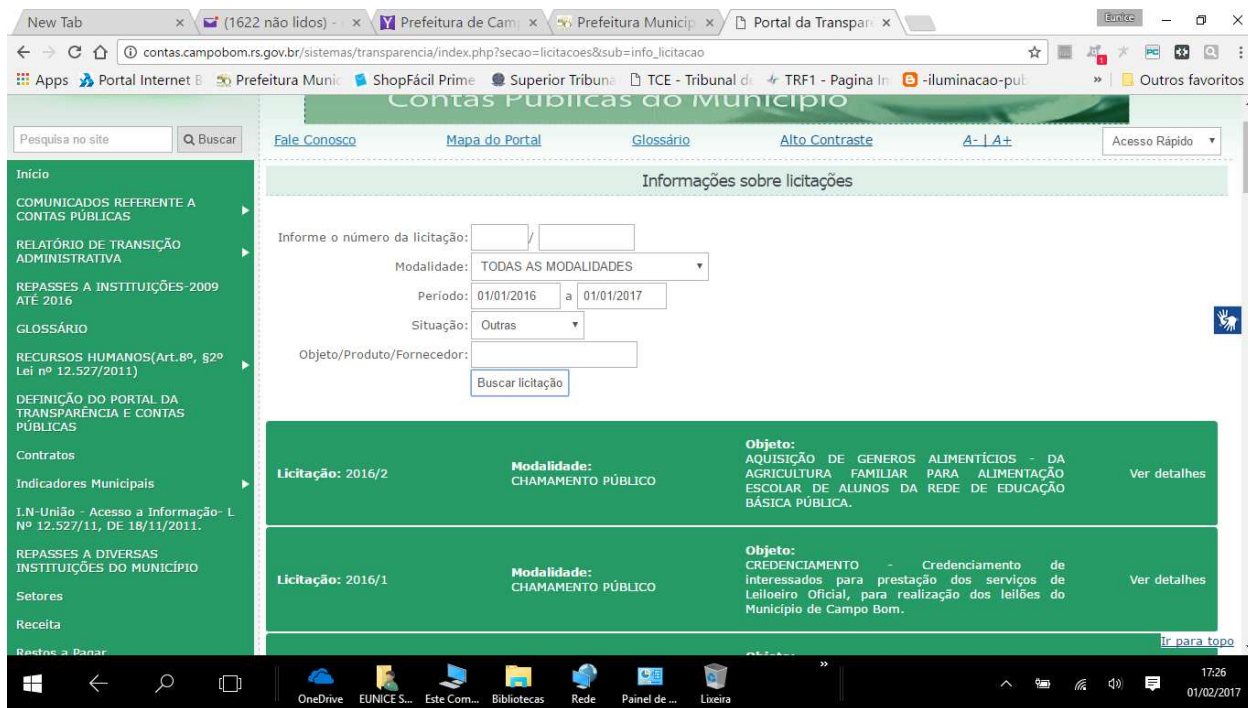 New Tab
(1622 não lidos) -
Prefeitura de Cam
Prefeitura Municip
Portal da Transpar
Eunice
contas.campobom.rs.gov.br/sistemas/transparencia/index.php?secao=licitacoes&sub=info_licitacao
Apps Portal Internet B Prefeitura Munic ShopFácil Prime Superior Tribuna TCE - Tribunal de TRF1 - Pagina In -iluminacao-pub » Outros favoritos
Contas Públicas do Município
Pesquisa no site Buscar
Fale Conosco Mapa do Portal Glossário Alto Contraste A- | A+ Acesso Rápido
Início
COMUNICADOS REFERENTE A
CONTAS PÚBLICAS
RELATÓRIO DE TRANSIÇÃO
ADMINISTRATIVA
REPASSES A INSTITUIÇÕES-2009
ATÉ 2016
GLOSSÁRIO
RECURSOS HUMANOS(Art.8º, §2º
Lei nº 12.527/2011)
DEFINIÇÃO DO PORTAL DA
TRANSPARÊNCIA E CONTAS
PÚBLICAS
Contratos
Indicadores Municipais
I.N-União - Acesso a Informação- L
Nº 12.527/11, DE 18/11/2011.
REPASSES A DIVERSAS
INSTITUIÇÕES DO MUNICÍPIO
Setores
Receita
Restos a Pagar
Informações sobre licitações
Informe o número da licitação: /
Modalidade: TODAS AS MODALIDADES
Período: 01/01/2016 a 01/01/2017
Situação: Outras
Objeto/Produto/Fornecedor:
Buscar licitação
Licitação: 2016/2
Modalidade:
CHAMAMENTO PÚBLICO
Objeto:
AQUISIÇÃO DE GENEROS ALIMENTÍCIOS - DA
AGRICULTURA FAMILIAR PARA ALIMENTAÇÃO
ESCOLAR DE ALUNOS DA REDE DE EDUCAÇÃO
BÁSICA PÚBLICA.
Ver detalhes
Licitação: 2016/1
Modalidade:
CHAMAMENTO PÚBLICO
Objeto:
CREDENCIAMENTO - Credenciamento de
interessados para prestação dos serviços de
Leiloeiro Oficial, para realização dos leilões do
Município de Campo Bom.
Ver detalhes
Objeto:
Ir para topo
OneDrive EUNICE S... Este Com... Bibliotecas Rede Painel de ... Lixeira »
17:26
01/02/2017